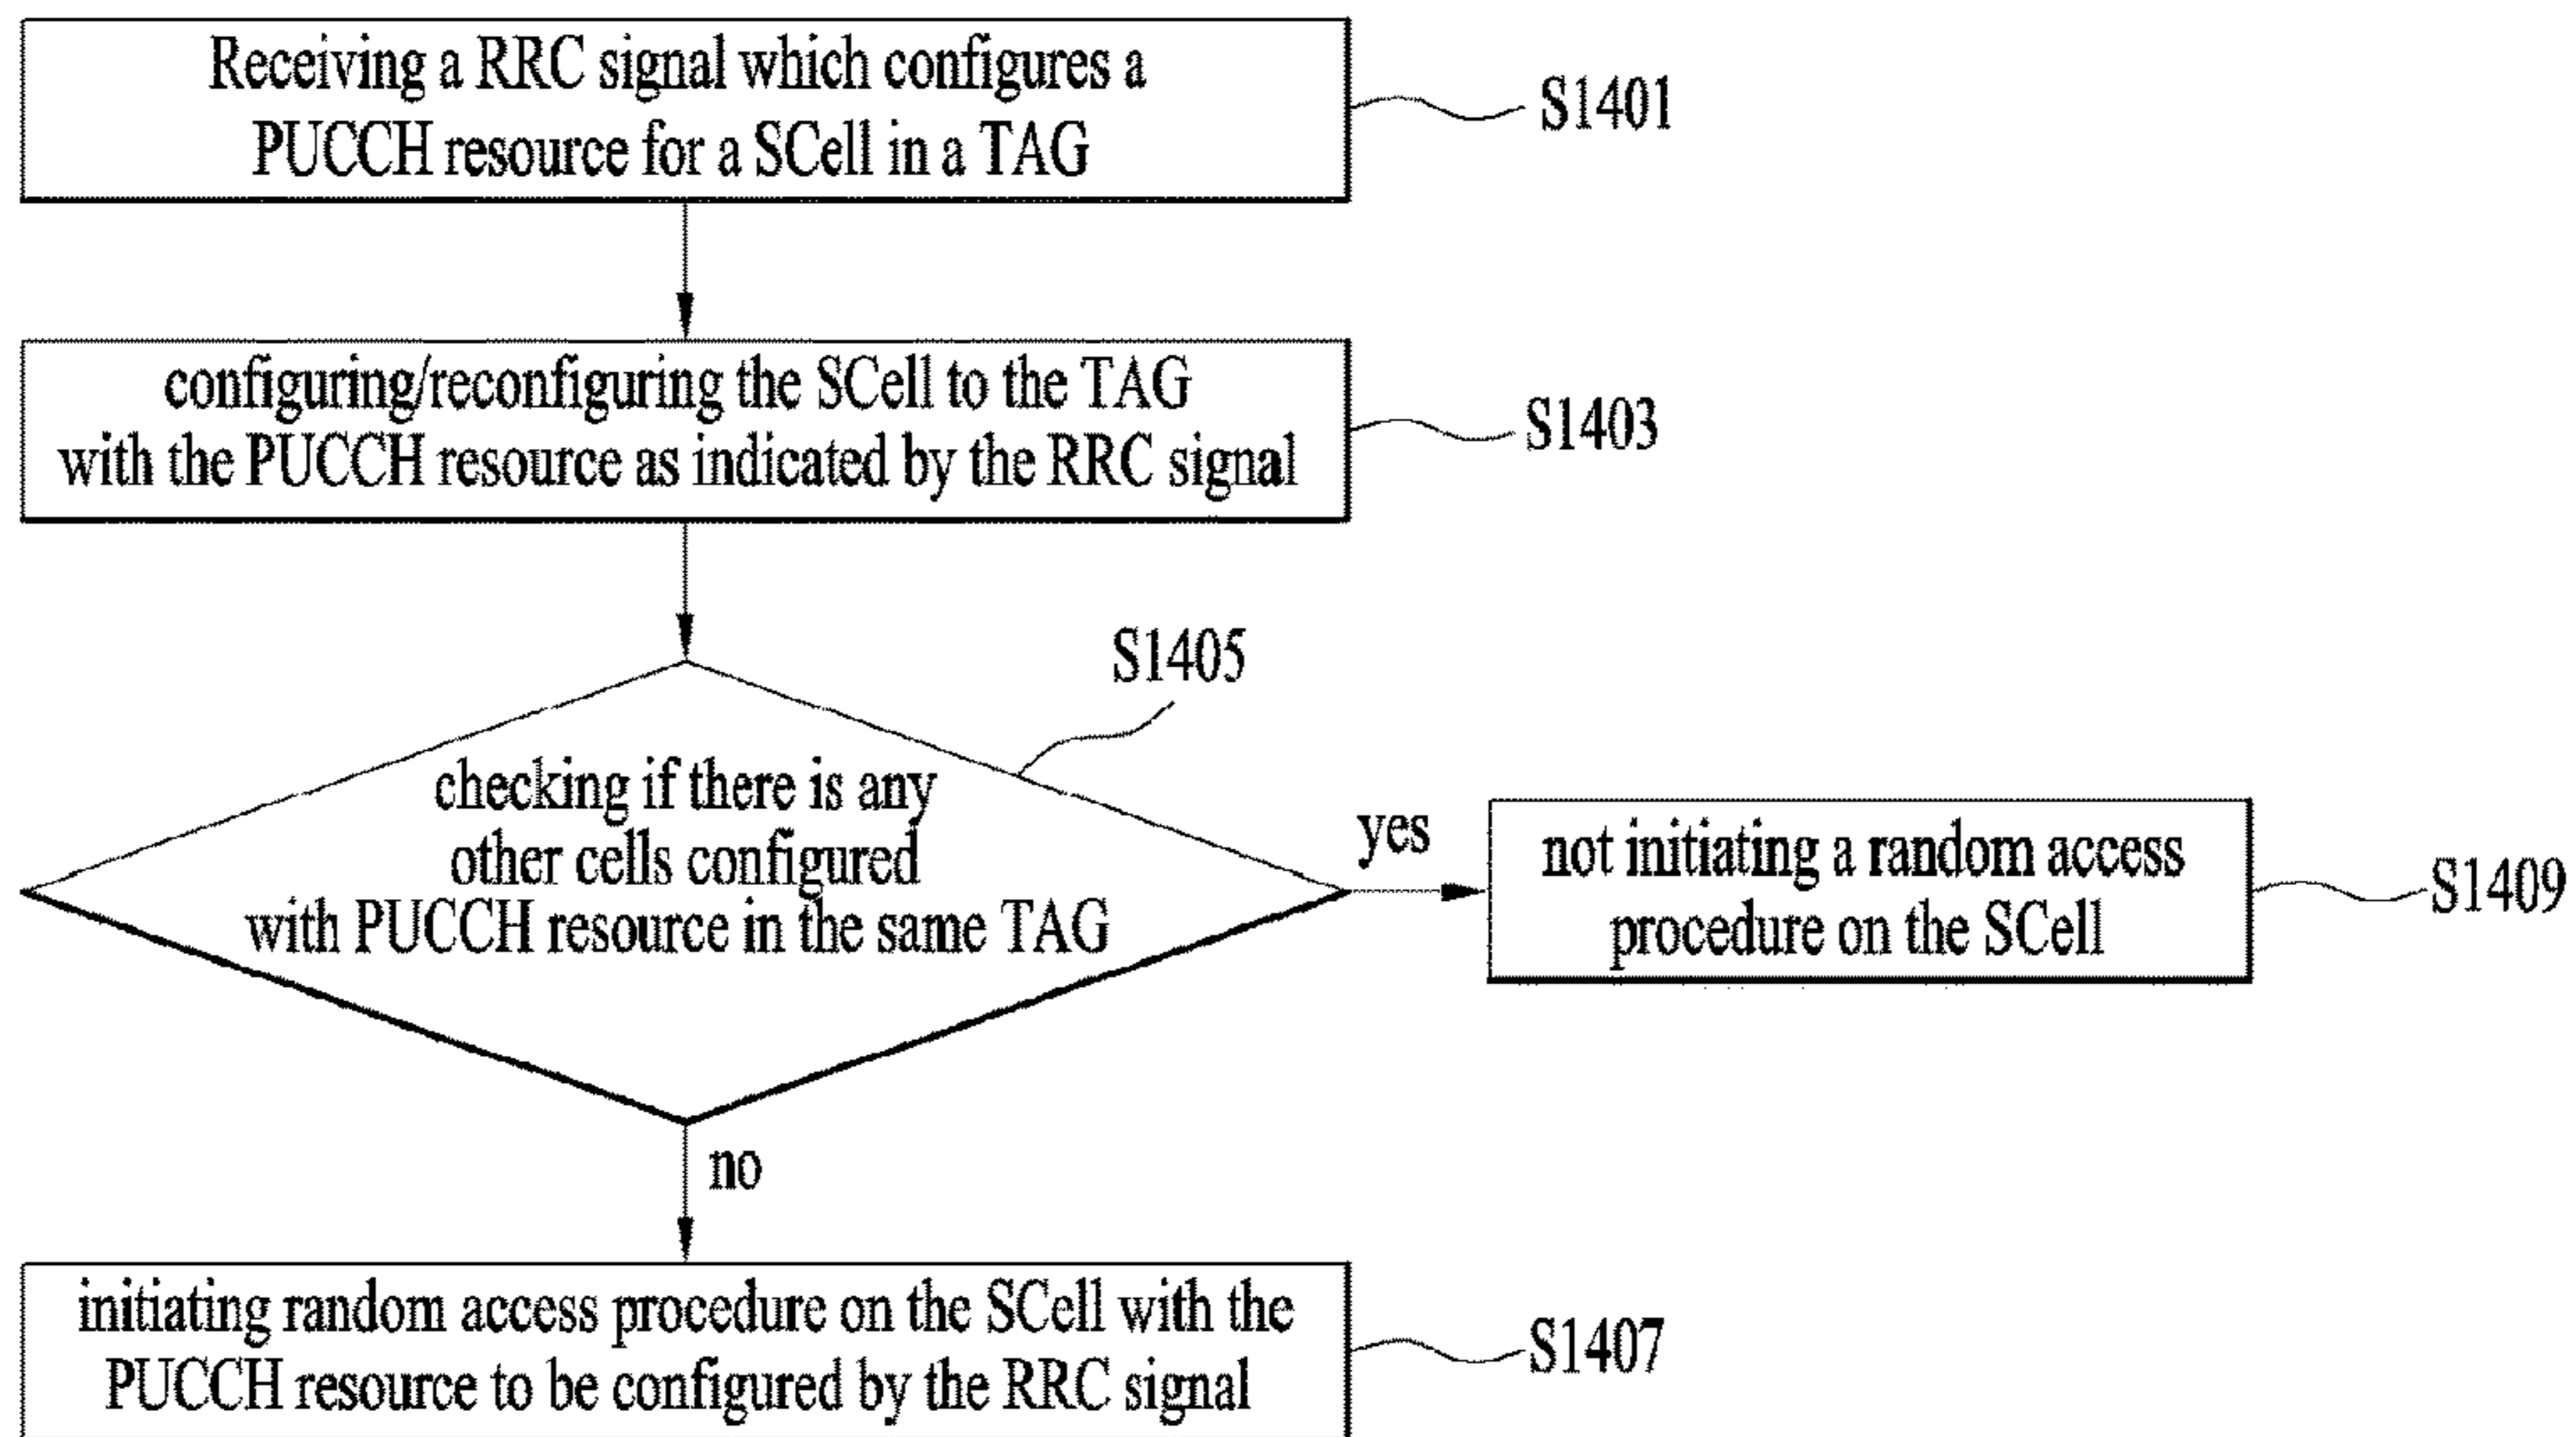 Receiving a RRC signal which configures a
PUCCH resource for a SCell in a TAG
S1401
configuring/reconfiguring the SCell to the TAG
with the PUCCH resource as indicated by the RRC signal
S1403
S1405
checking if there is any
other cells configured
with PUCCH resource in the same TAG
yes
not initiating a random access
procedure on the SCell
S1409
no
initiating random access procedure on the SCell with the
PUCCH resource to be configured by the RRC signal
S1407